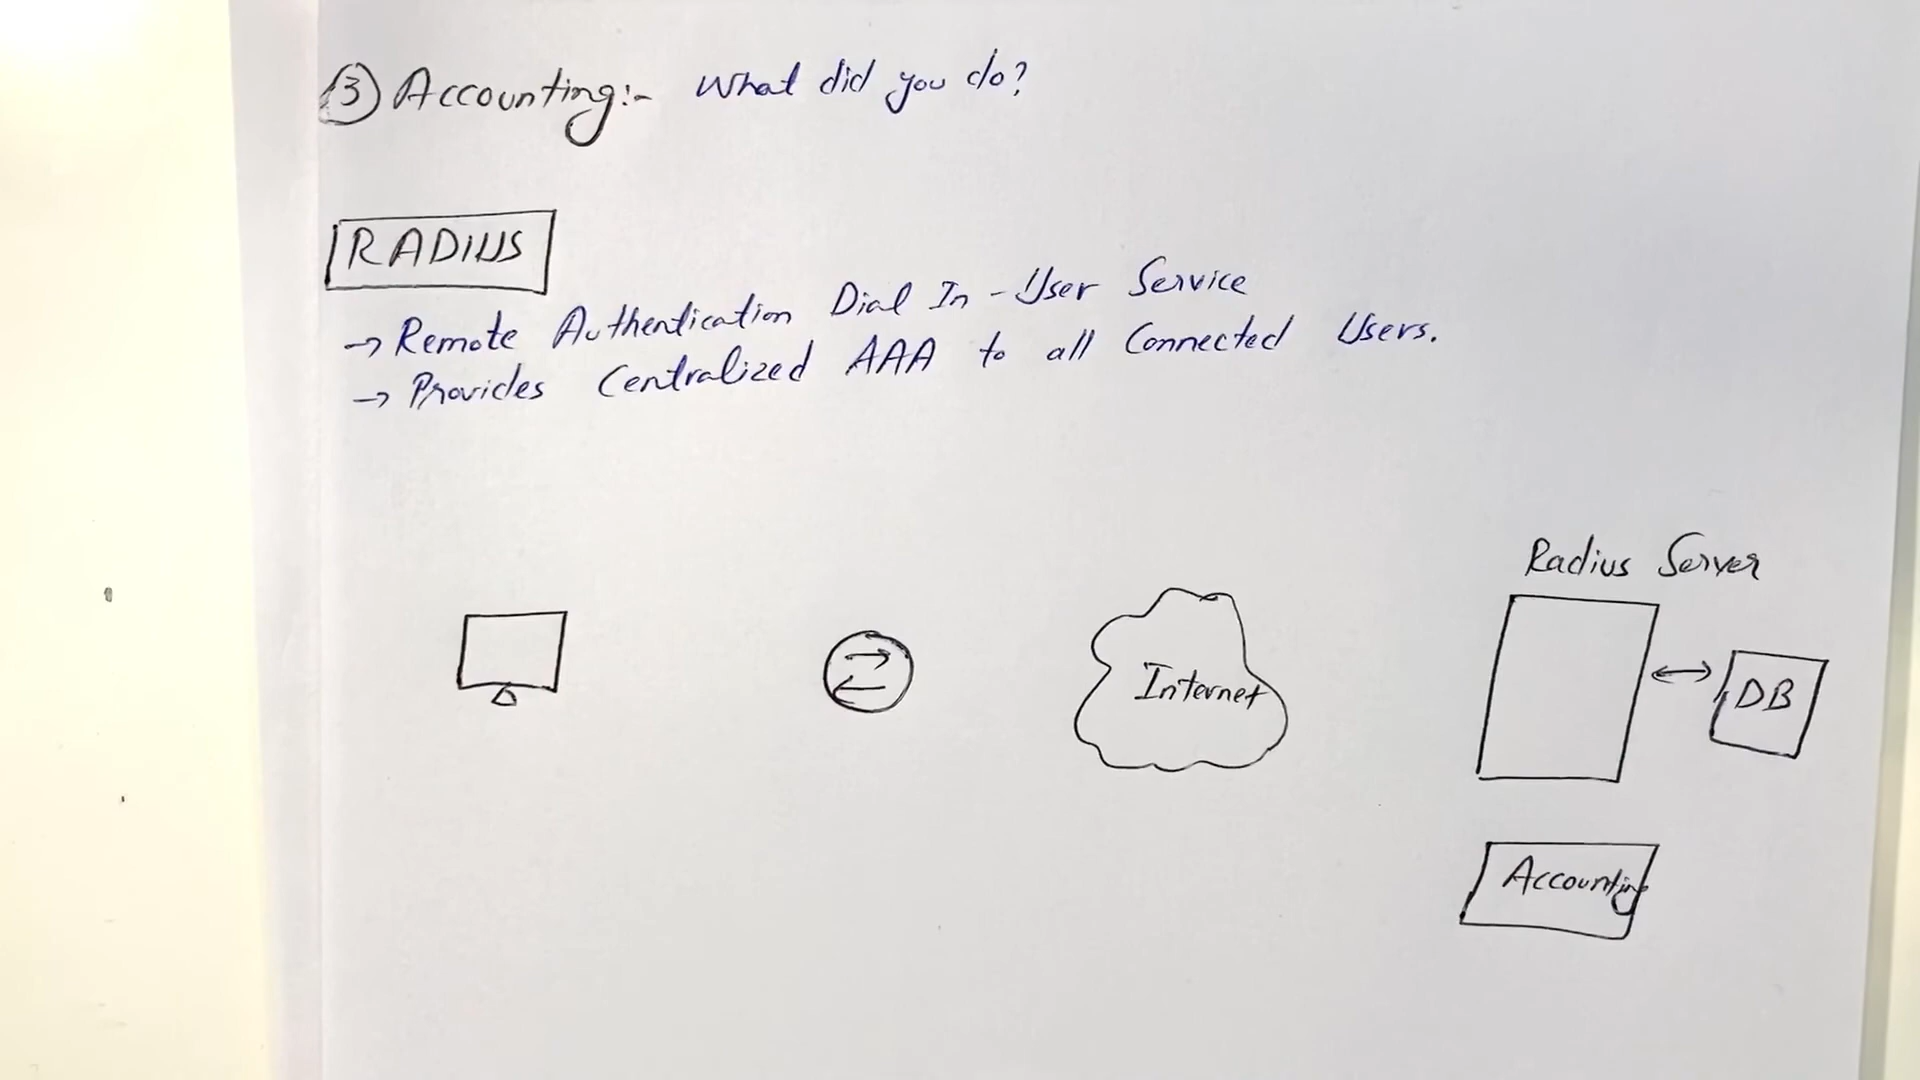 ③ Accounting:- What did you do?
RADIUS
→ Remote Authentication Dial In-User Service
→ Provides Centralized AAA to all Connected Users.
Radius Server
Internet
DB
Accounting